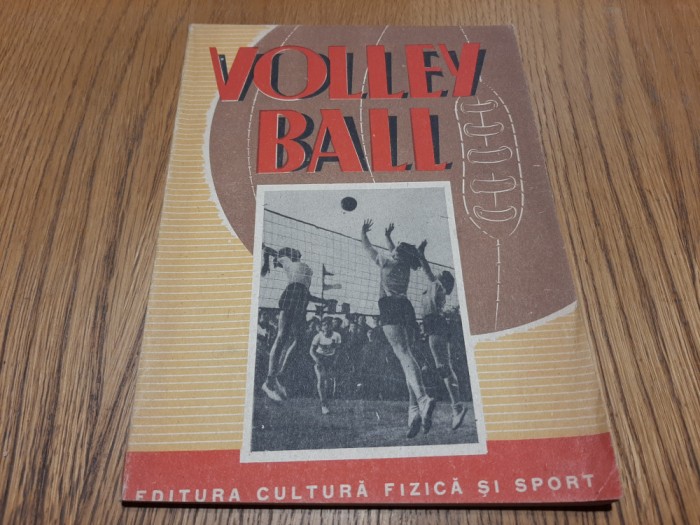 VOLLEY
BALL
EDITURA CULTURĂ FIZICĂ ȘI SPORT